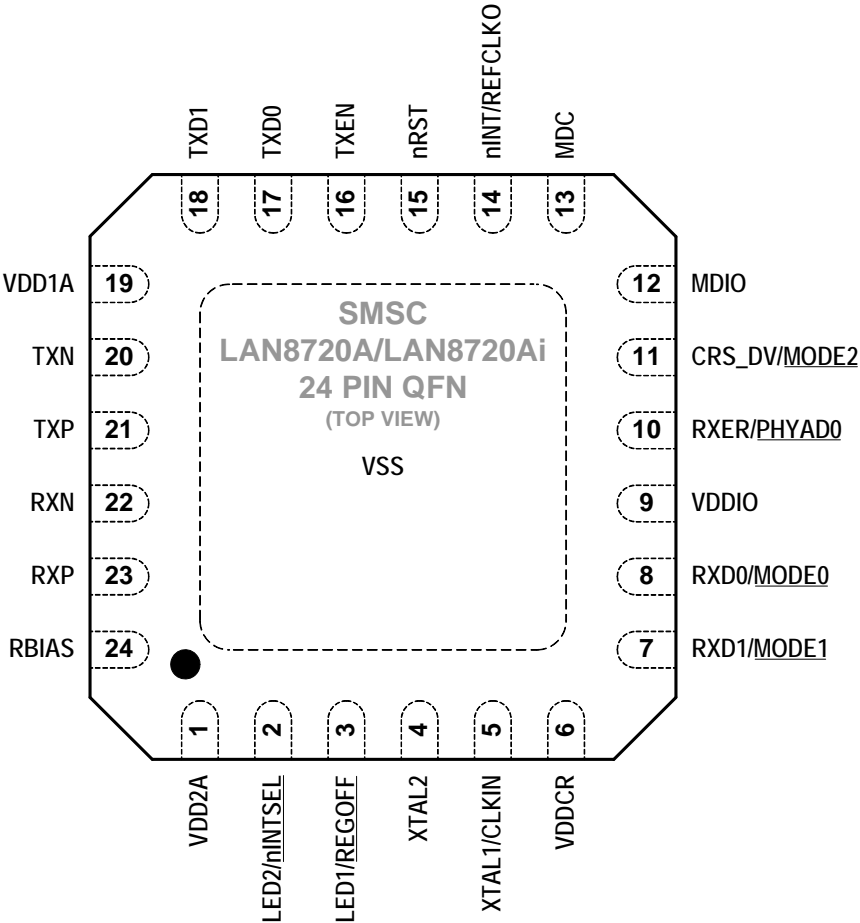 TXD1
TXD0
TXEN
nRST
nINT/REFCLKO
MDC
18
17
16
15
14
13
VDD1A 19
TXN 20
TXP 21
RXN 22
RXP 23
RBIAS 24
SMSC
LAN8720A/LAN8720Ai
24 PIN QFN
(TOP VIEW)
VSS
12 MDIO
11 CRS_DV/MODE2
10 RXER/PHYAD0
9 VDDIO
8 RXD0/MODE0
7 RXD1/MODE1
1
2
3
4
5
6
VDD2A
LED2/nINTSEL
LED1/REGOFF
XTAL2
XTAL1/CLKIN
VDDCR